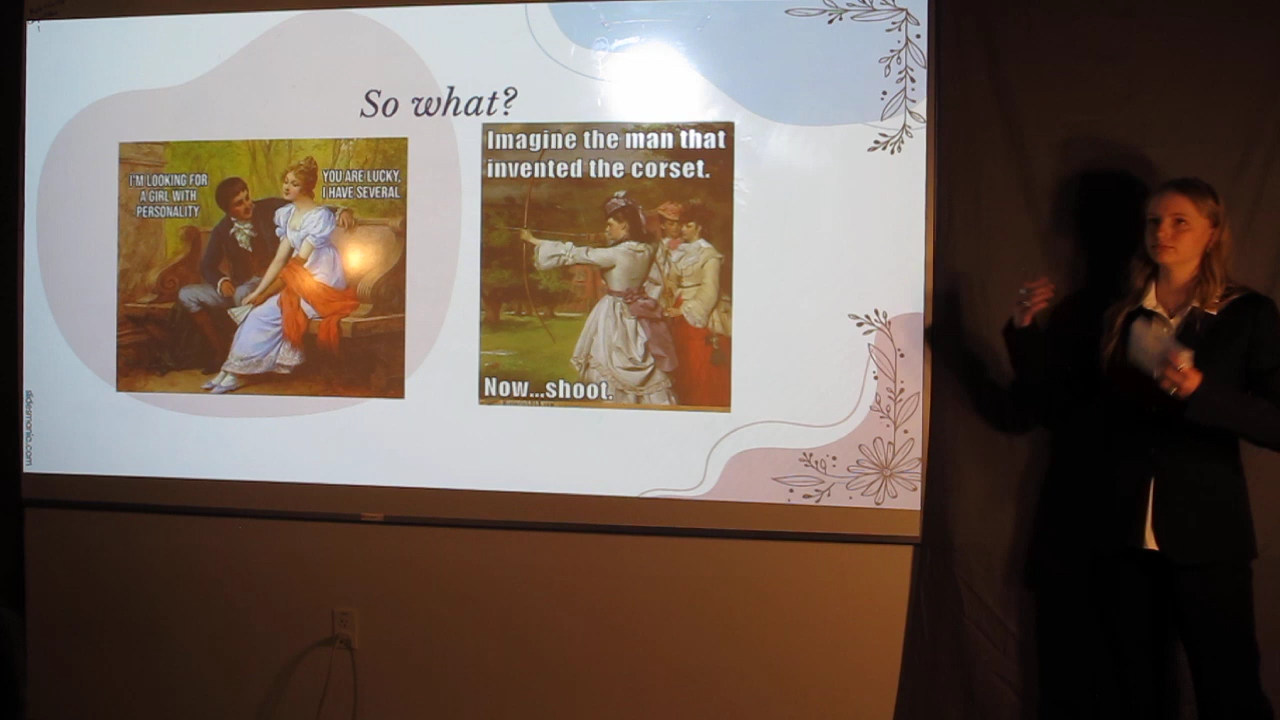 So what?
I'M LOOKING FOR
A GIRL WITH
PERSONALITY
YOU ARE LUCKY,
I HAVE SEVERAL
Imagine the man that
invented the corset.
Now...shoot.
slidesmania.com